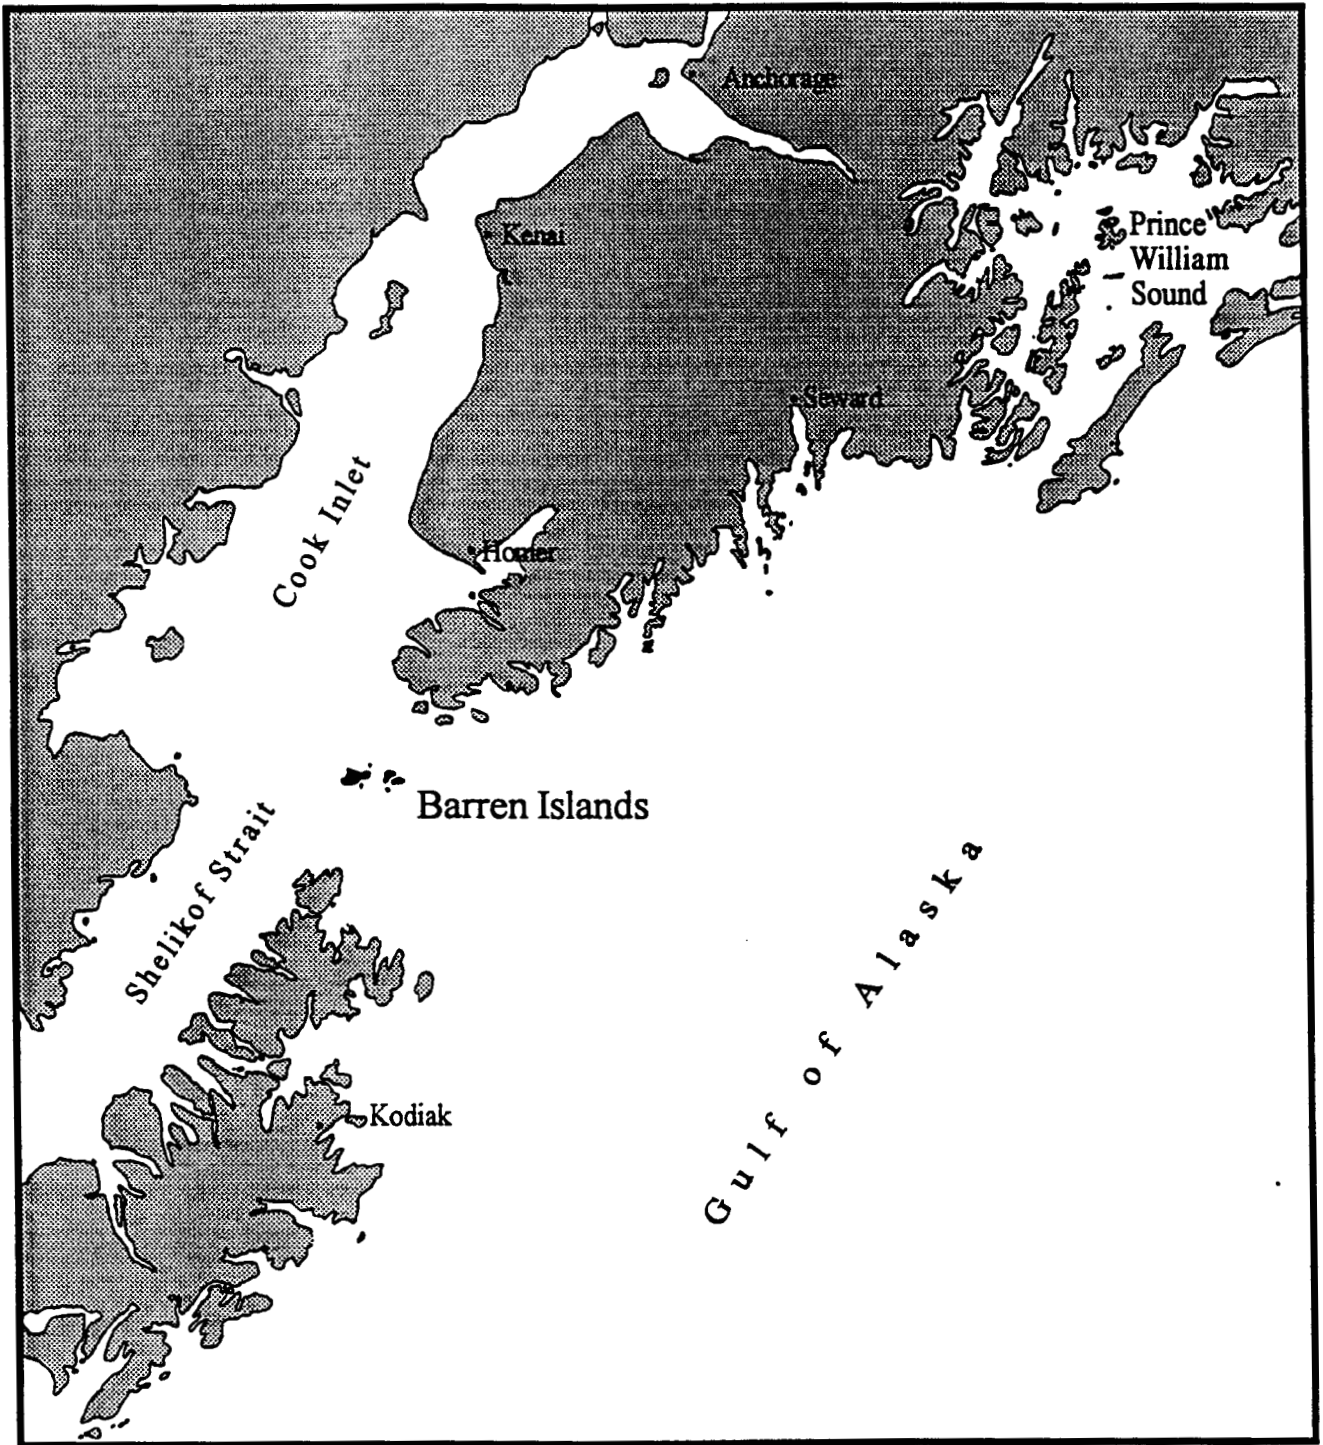 Anchorage
Kenai
Prince
William
Sound
Seward
Cook Inlet
Homer
Barren Islands
Shelikof Strait
Gulf of Alaska
Kodiak